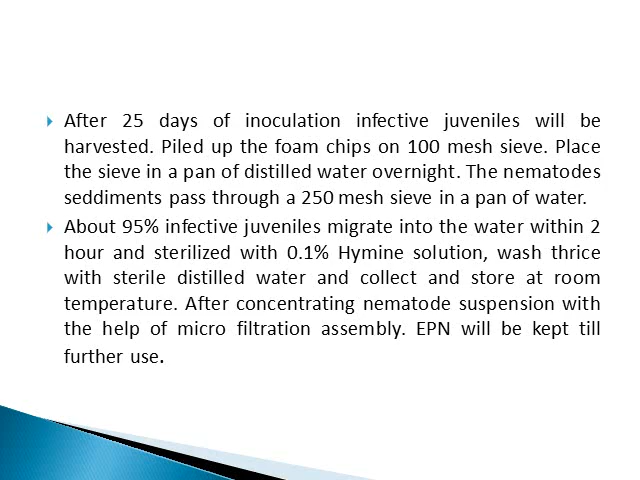 After 25 days of inoculation infective juveniles will be
harvested. Piled up the foam chips on 100 mesh sieve. Place
the sieve in a pan of distilled water overnight. The nematodes
seddiments pass through a 250 mesh sieve in a pan of water.
About 95% infective juveniles migrate into the water within 2
hour and sterilized with 0.1% Hymine solution, wash thrice
with sterile distilled water and collect and store at room
temperature. After concentrating nematode suspension with
the help of micro filtration assembly. EPN will be kept till
further use.